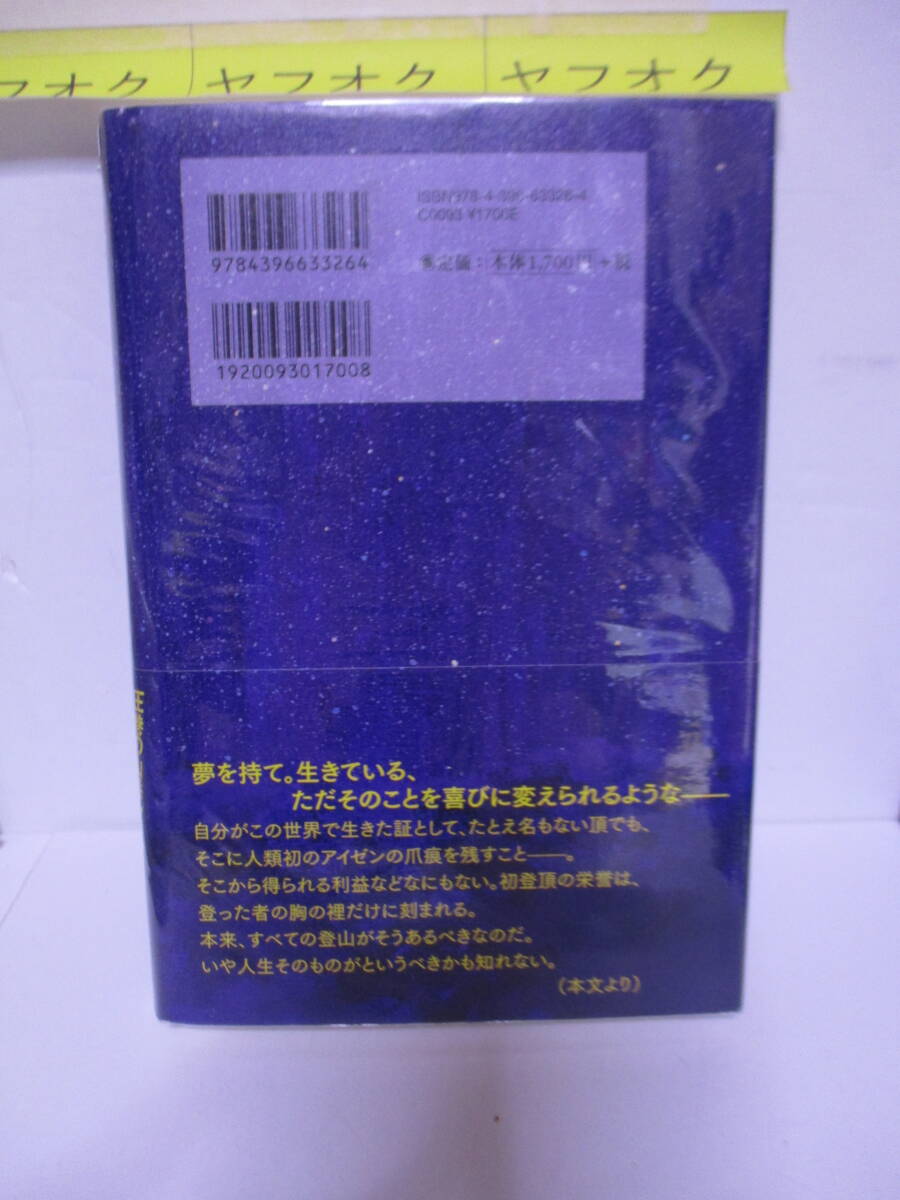 ヤフオク
ヤフオク
ヤフオク
ISBN978-4-396-63326-4
C0093 ¥1700E
9784396633264
定価：本体1,700円+税
1920093017008
夢を持て。生きている、
ただそのことを喜びに変えられるような——
自分がこの世界で生きた証として、たとえ名もない頂でも、
そこに人類初のアイゼンの爪痕を残すこと——。
そこから得られる利益などなにもない。初登頂の栄誉は、
登った者の胸の裡だけに刻まれる。
本来、すべての登山がそうあるべきなのだ。
いや人生そのものがというべきかも知れない。
（本文より）